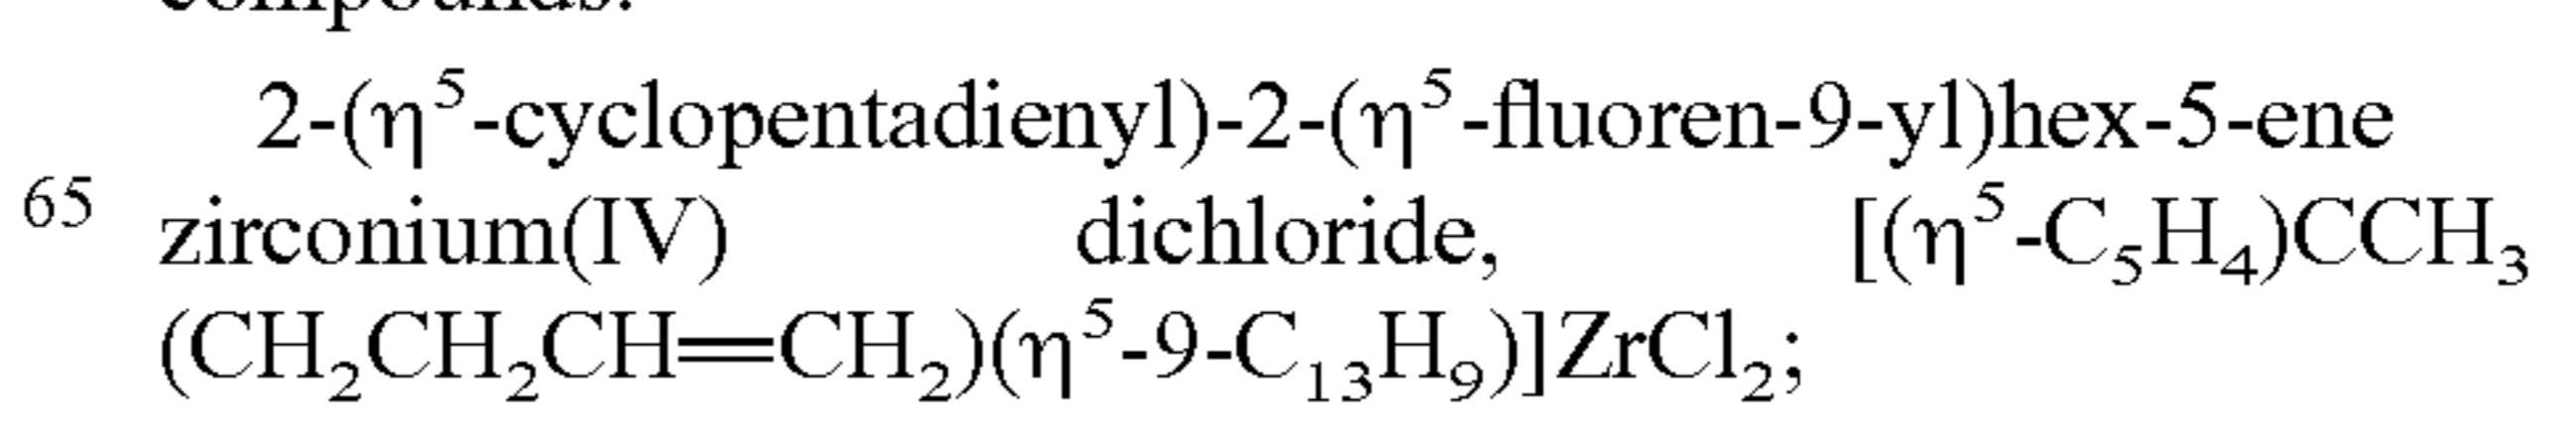 compounds.
2-(η⁵-cyclopentadienyl)-2-(η⁵-fluoren-9-yl)hex-5-ene
65 zirconium(IV) dichloride, [(η⁵-C₅H₄)CCH₃
(CH₂CH₂CH=CH₂)(η⁵-9-C₁₃H₉)]ZrCl₂;